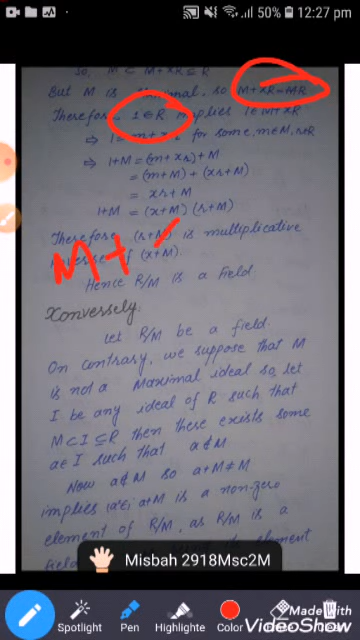 12:27 pm
50%
So, M ⊂ M+xR ⊆ R
But M is maximal, so M+xR=R
Therefore 1∈R implies 1∈M+xR
⇒ 1=m+xr for some, m∈M, r∈R
⇒ 1+M = (m+xr)+M
= (m+M) + (xr+M)
= xr+M
1+M = (x+M)(r+M)
Therefore (r+M) is multiplicative
of (x+M)
M+
Hence R/M is a field.
Xonversely
Let R/M be a field.
On contrary, we suppose that M
is not a Maximal ideal so, let
I be any ideal of R such that
M⊂I⊆R then there exists some
a∈I such that a∉M
Now a∉M so a+M≠M
implies a+M is a non-zero
element of R/M, as R/M is a
field element
Misbah 2918Msc2M
Spotlight Pen Highlighte Color
Made with
VideoShow